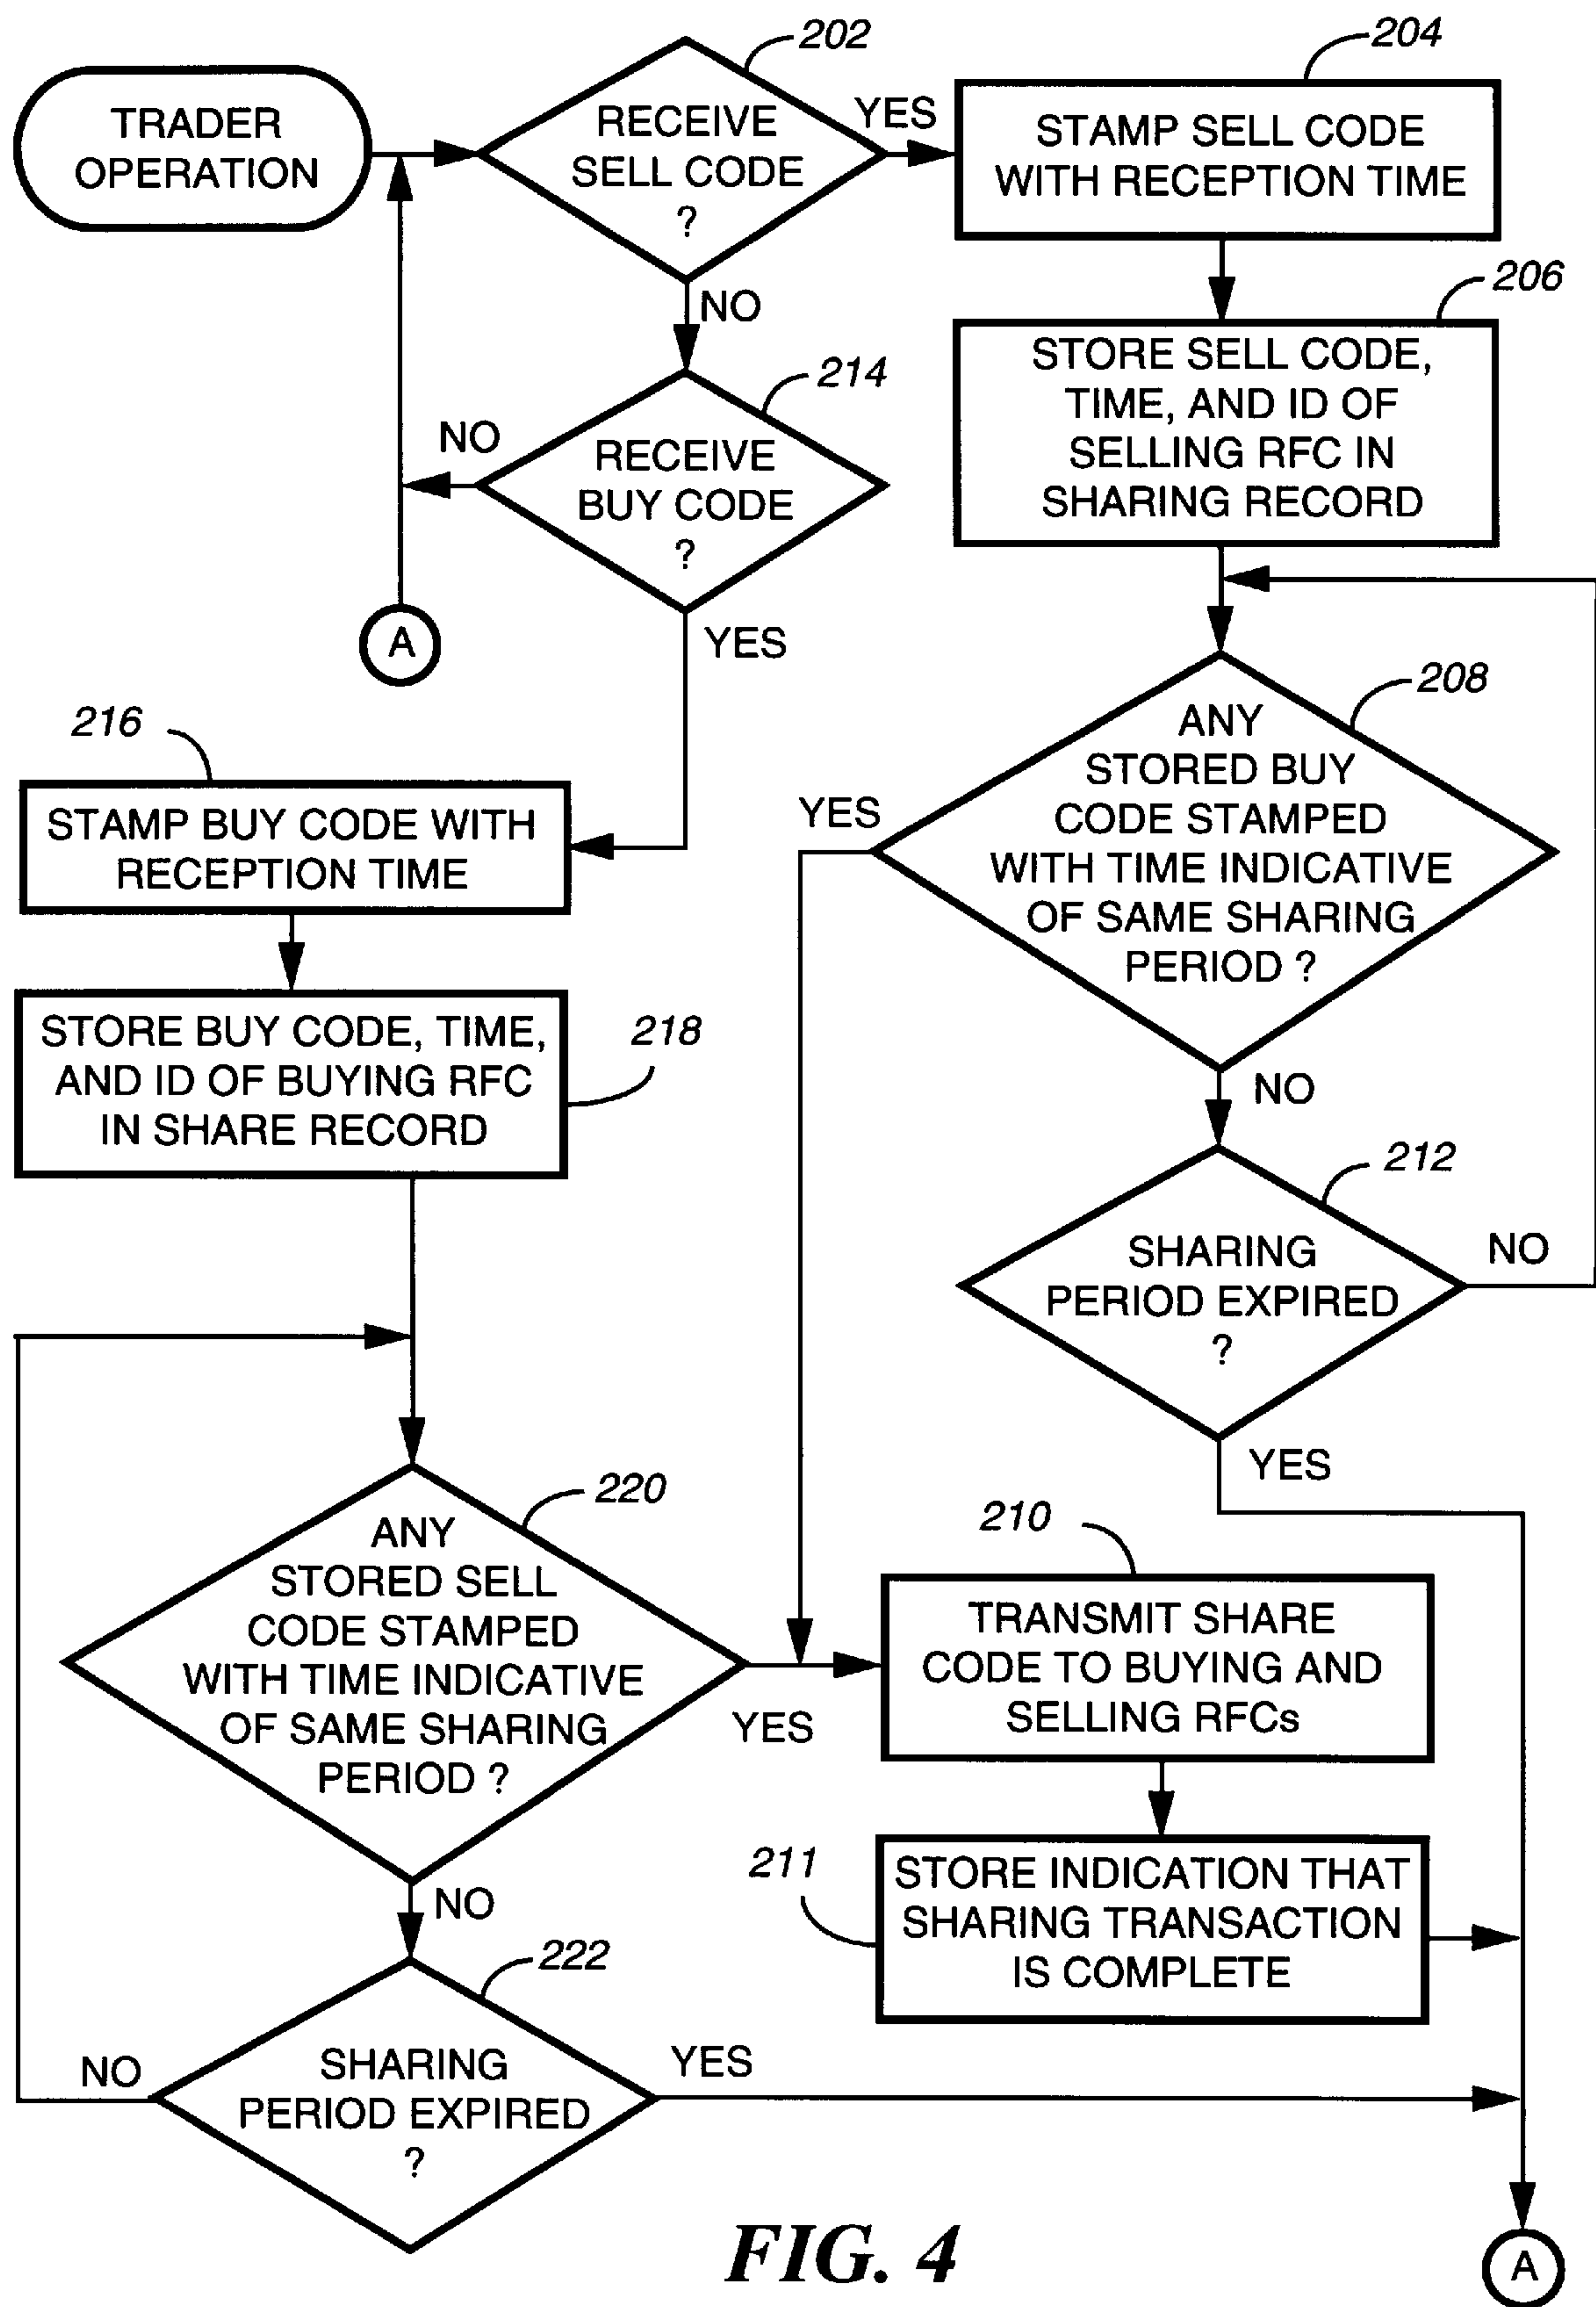 202
204
TRADER
OPERATION
RECEIVE
SELL CODE
?
YES
STAMP SELL CODE
WITH RECEPTION TIME
NO
206
STORE SELL CODE,
TIME, AND ID OF
SELLING RFC IN
SHARING RECORD
214
NO
RECEIVE
BUY CODE
?
YES
A
216
STAMP BUY CODE WITH
RECEPTION TIME
208
ANY
STORED BUY
CODE STAMPED
WITH TIME INDICATIVE
OF SAME SHARING
PERIOD ?
YES
NO
STORE BUY CODE, TIME,
AND ID OF BUYING RFC
IN SHARE RECORD
218
212
SHARING
PERIOD EXPIRED
?
NO
YES
220
ANY
STORED SELL
CODE STAMPED
WITH TIME INDICATIVE
OF SAME SHARING
PERIOD ?
YES
NO
210
TRANSMIT SHARE
CODE TO BUYING AND
SELLING RFCs
211
STORE INDICATION THAT
SHARING TRANSACTION
IS COMPLETE
222
SHARING
PERIOD EXPIRED
?
NO
YES
A
FIG. 4